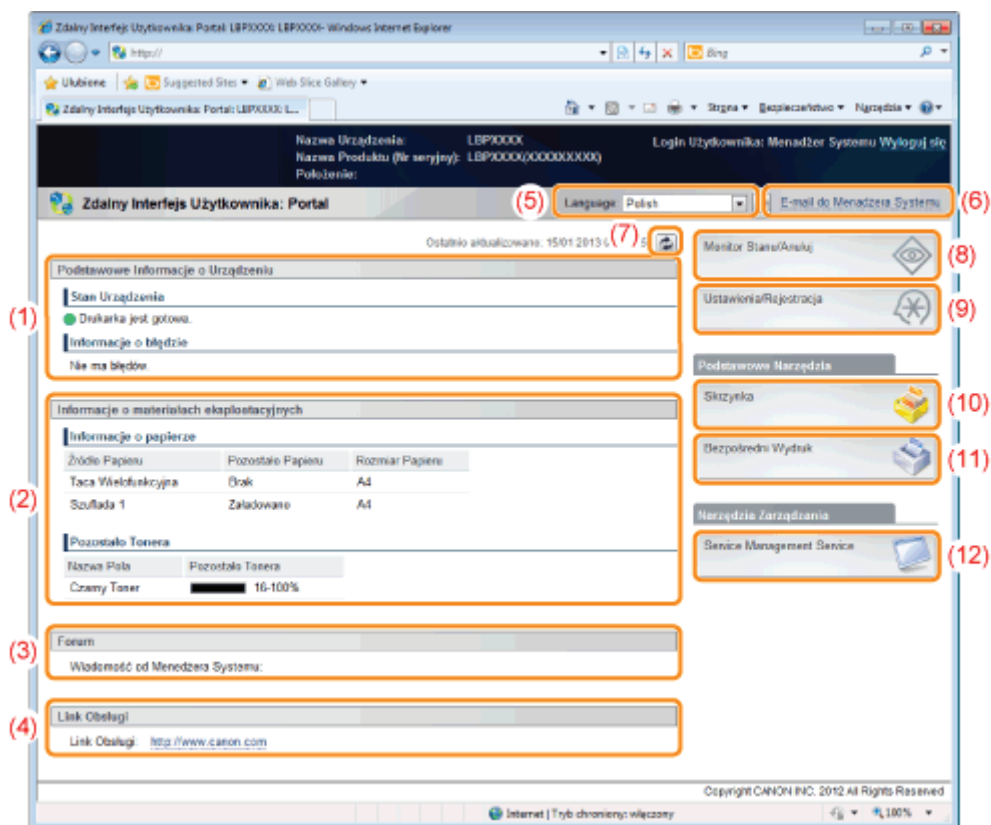 Zdalny Interfejs Użytkownika: Portal: LBPXXXX: LBPXXXX- Windows Internet Explorer
http://
Bing
Ulubione Suggested Sites Web Slice Gallery
Zdalny Interfejs Użytkownika: Portal: LBPXXXX: L...
Strona Bezpieczeństwo Narzędzia
Nazwa Urządzenia: LBPXXXX
Login Użytkownika: Menadżer Systemu Wyloguj się
Nazwa Produktu (Nr seryjny): LBPXXXX(XXXXXXXXX)
Położenie:
Zdalny Interfejs Użytkownika: Portal
(5) Language: Polish
E-mail do Menadżera Systemu (6)
(7)
Ostatnio aktualizowane: 15/01 2013
(1)
Podstawowe Informacje o Urządzeniu
Stan Urządzenia
Drukarka jest gotowa.
Informacje o błędzie
Nie ma błędów.
(2)
Informacje o materiałach eksploatacyjnych
Informacje o papierze
Źródło Papieru Pozostało Papieru Rozmiar Papieru
Taca Wielofunkcyjna Brak A4
Szuflada 1 Załadowano A4
Pozostało Tonera
Nazwa Pola Pozostało Tonera
Czarny Toner 16-100%
(3)
Forum
Wiadomość od Menedżera Systemu:
(4)
Link Obsługi
Link Obsługi: http://www.canon.com
Monitor Stanu/Anuluj (8)
Ustawienia/Rejestracja (9)
Podstawowe Narzędzia
Skrzynka (10)
Bezpośredni Wydruk (11)
Narzędzia Zarządzania
Service Management Service (12)
Copyright CANON INC. 2012 All Rights Reserved
Internet | Tryb chroniony: włączony
100%